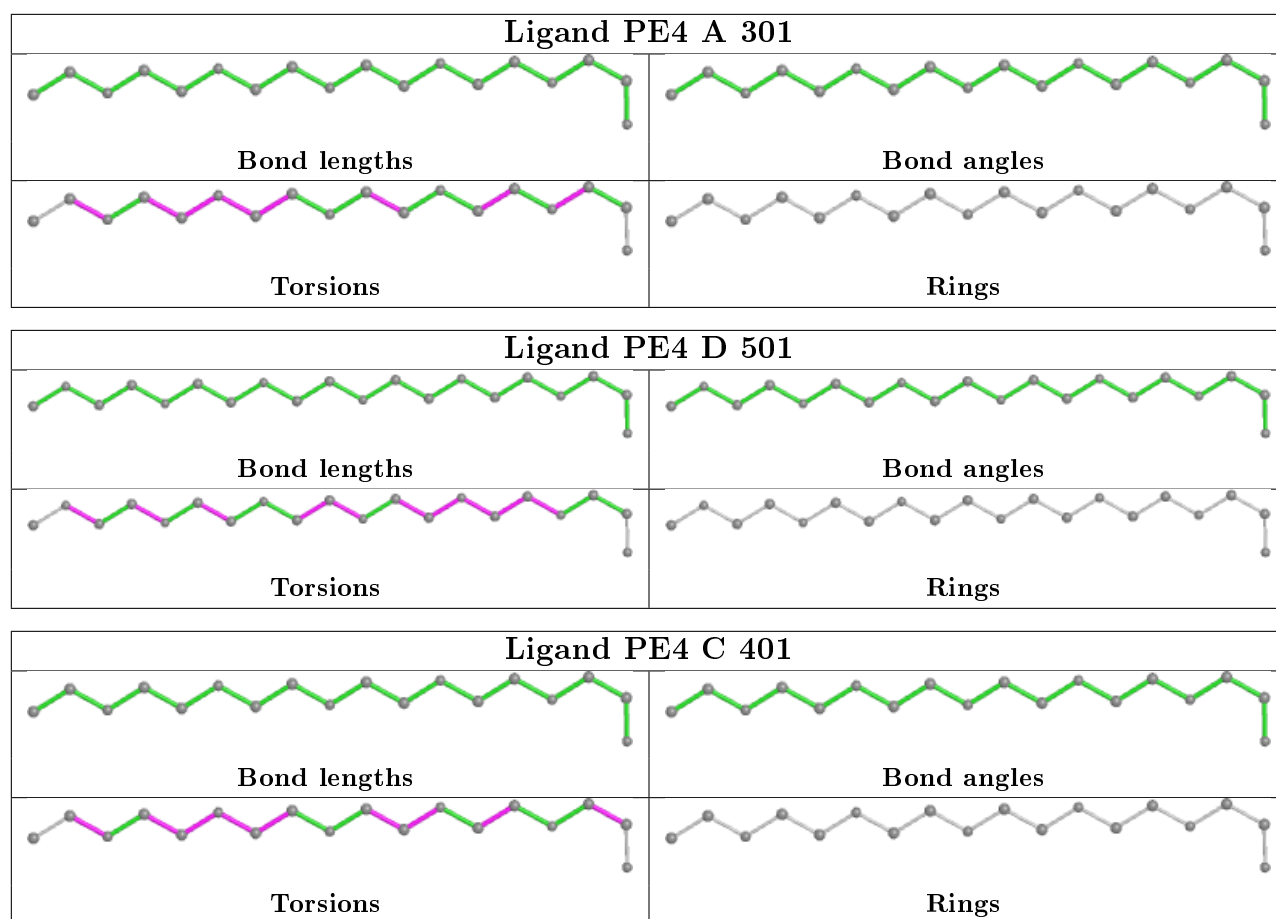 Ligand PE4 A 301
Bond lengths
Bond angles
Torsions
Rings
Ligand PE4 D 501
Bond lengths
Bond angles
Torsions
Rings
Ligand PE4 C 401
Bond lengths
Bond angles
Torsions
Rings